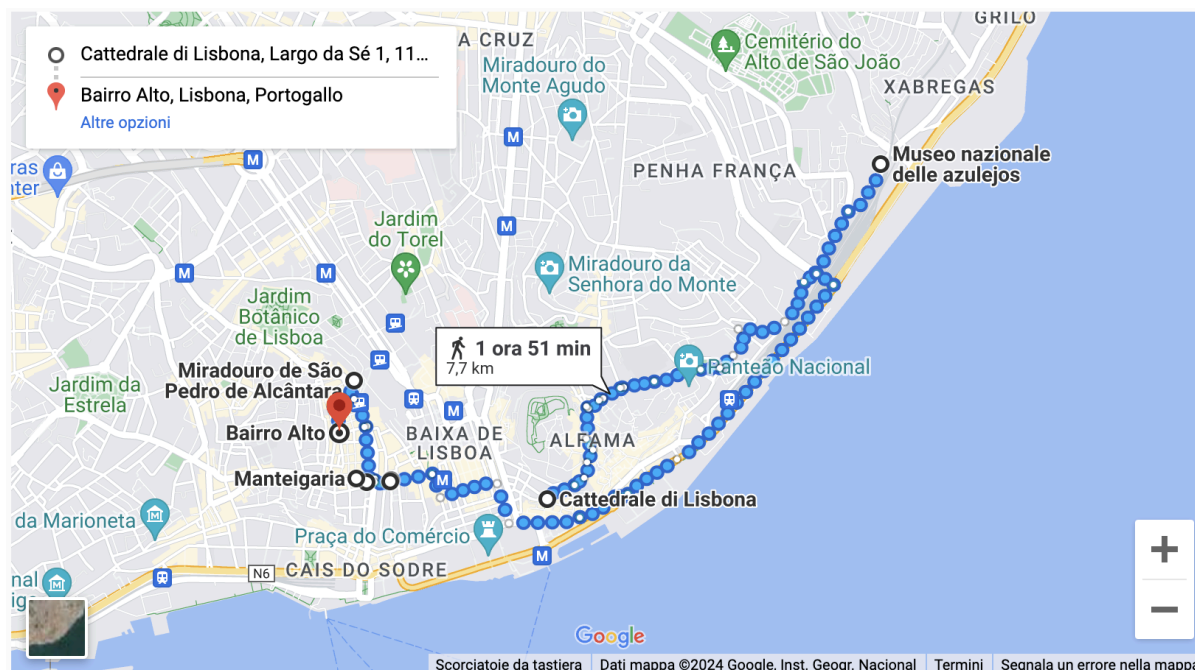 Cattedrale di Lisbona, Largo da Sé 1, 11...
Bairro Alto, Lisbona, Portogallo
Altre opzioni
A CRUZ
GRILO
Cemitério do
Alto de São João
Miradouro do
Monte Agudo
XABREGAS
M
M
ras
nter
PENHA FRANÇA
Museo nazionale
delle azulejos
M
Jardim
do Torel
M
M
Miradouro da
Senhora do Monte
Jardim
Botânico
de Lisboa
1 ora 51 min
7,7 km
Miradouro de São
Pedro de Alcântara
Panteão Nacional
Jardim da
Estrela
M
Bairro Alto
BAIXA DE
LISBOA
ALFAMA
Manteigaria
M
Cattedrale di Lisbona
da Marioneta
Praça do Comércio
M
N6
CAIS DO SODRE
nal
Google
Scorciatoie da tastiera
Dati mappa ©2024 Google, Inst. Geogr. Nacional
Termini
Segnala un errore nella mappa